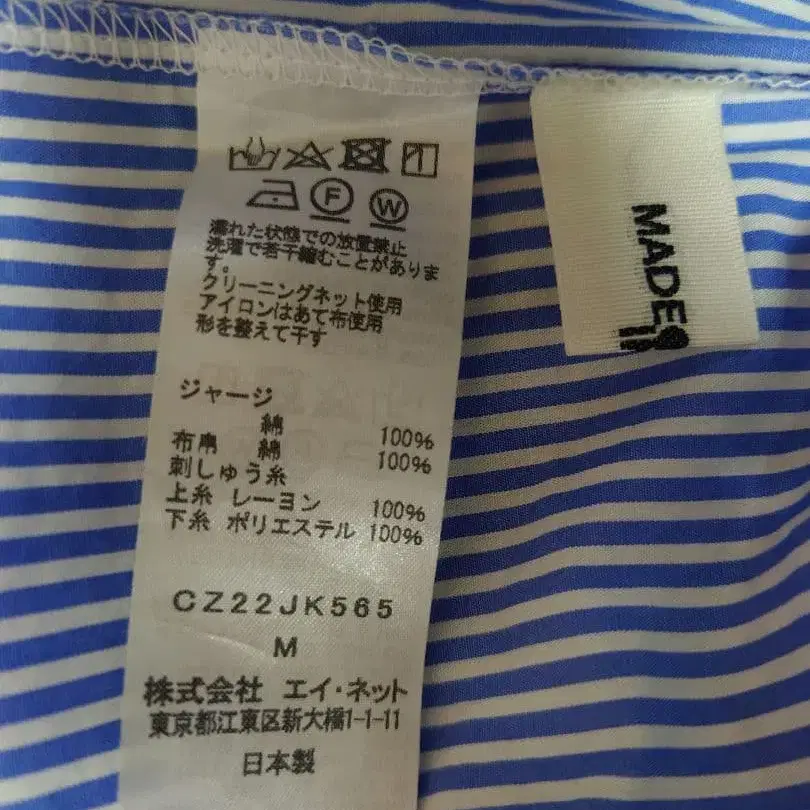 F
W
濡れた状態での放置禁止
洗濯で若干縮むことがありま
す。
クリーニングネット使用
アイロンはあて布使用
形を整えて干す
ジャージ
綿 100%
布帛 綿 100%
刺しゅう糸
上糸 レーヨン 100%
下糸 ポリエステル 100%
CZ22JK565
M
株式会社 エイ・ネット
東京都江東区新大橋1-1-11
日本製
MADE